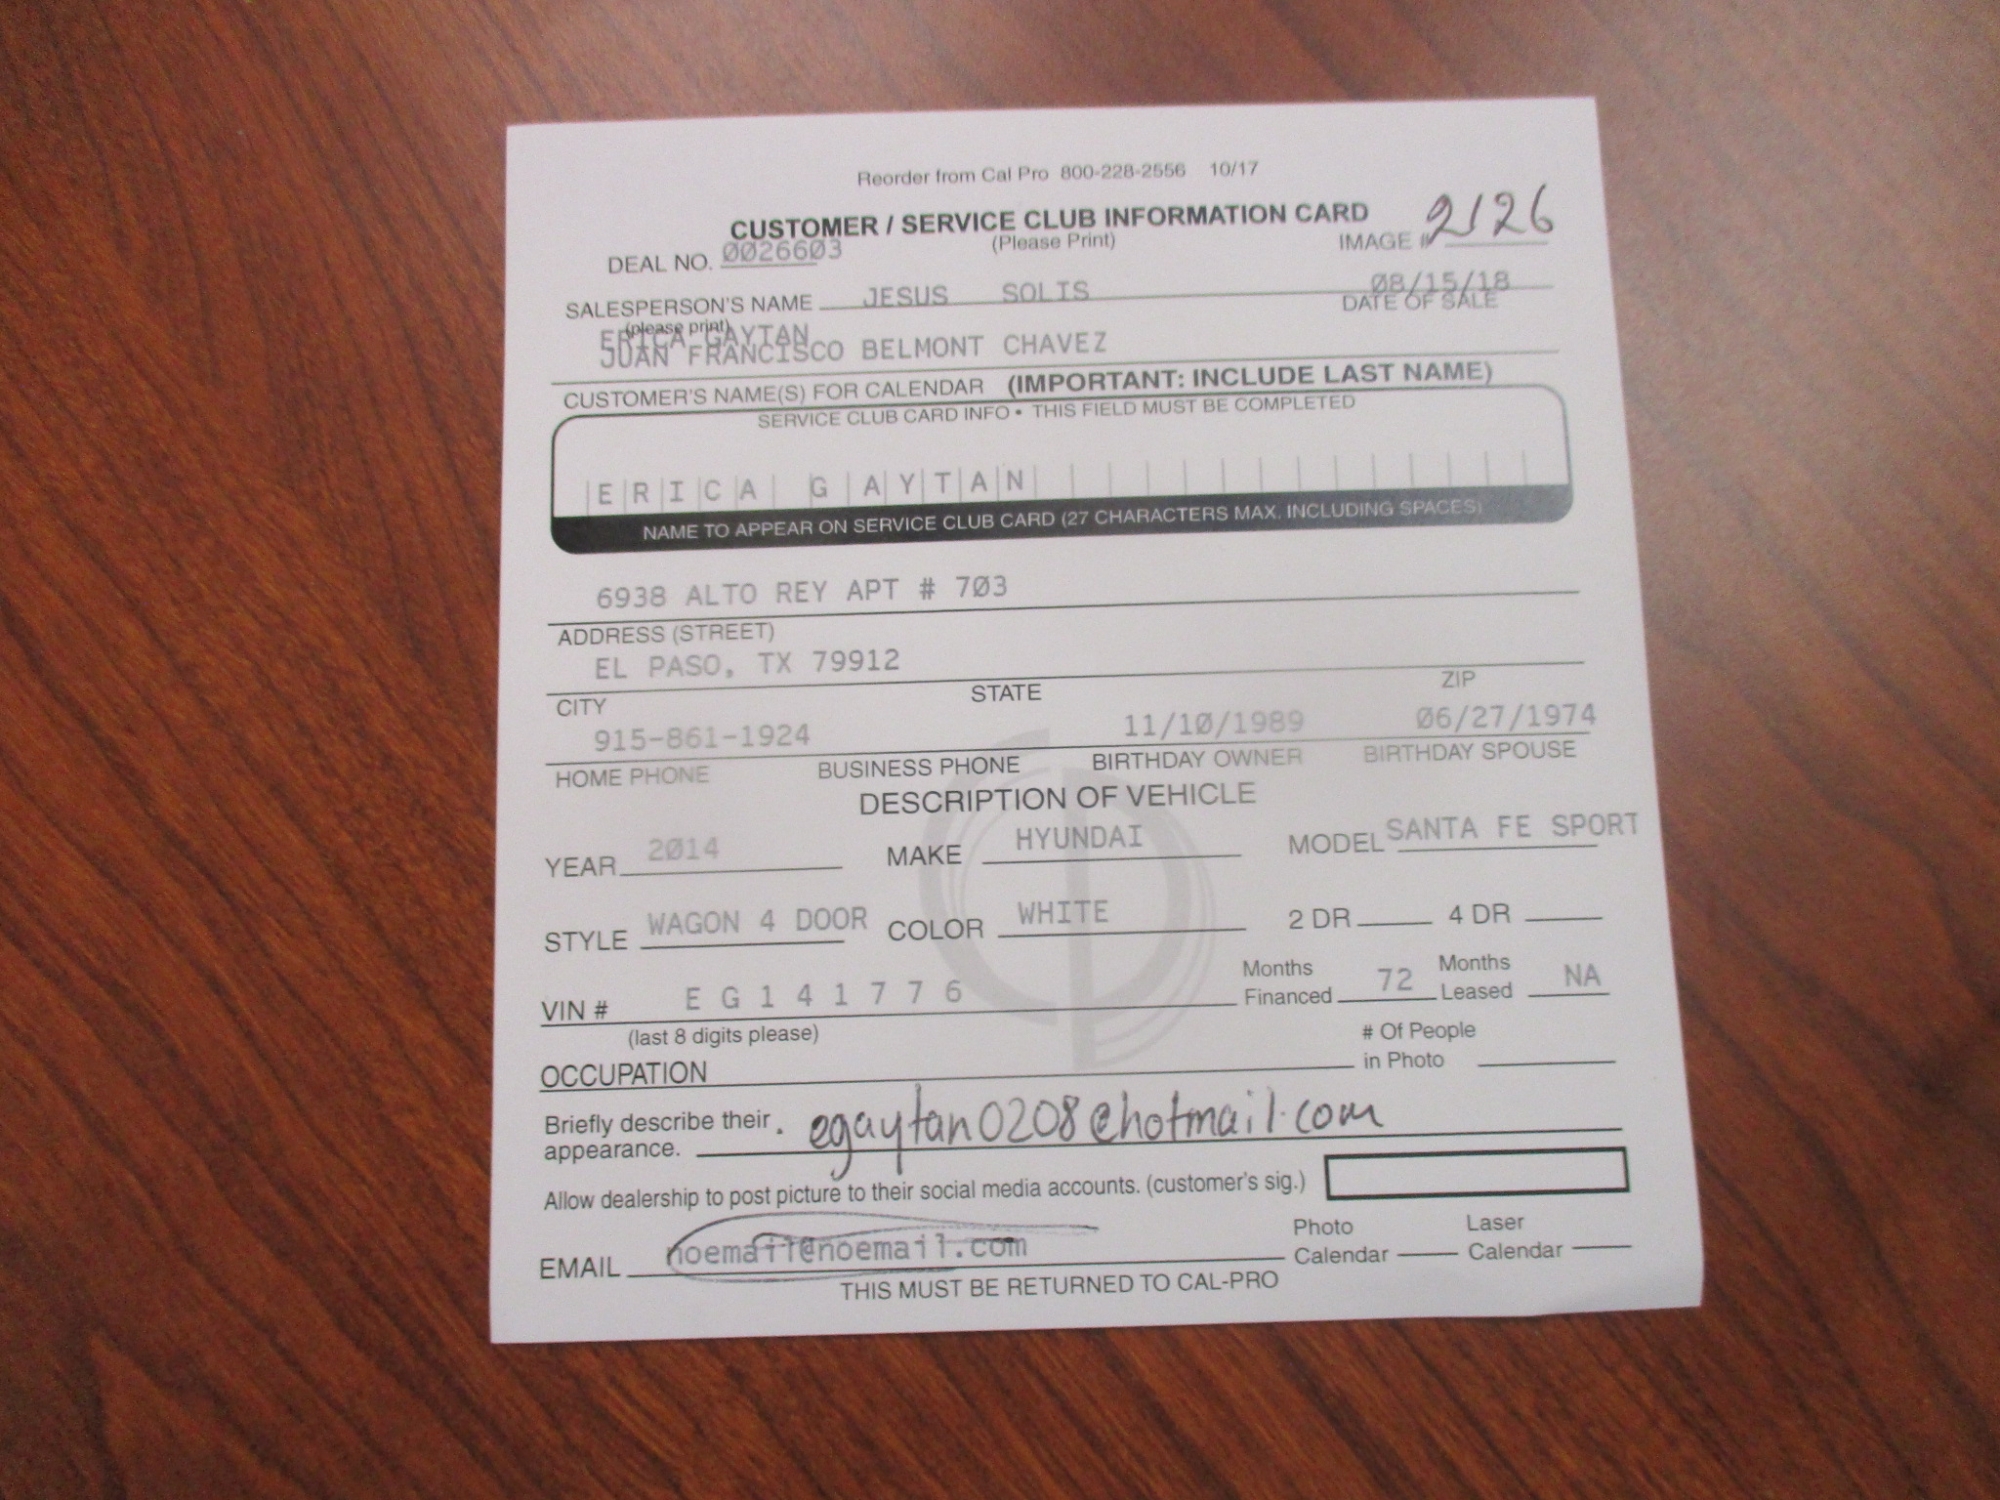 Reorder from Cal Pro 800-228-2556 10/17
CUSTOMER / SERVICE CLUB INFORMATION CARD
(Please Print)
DEAL NO. 0026603
IMAGE # 2126
SALESPERSON'S NAME JESUS SOLIS 08/15/18
(please print) DATE OF SALE
ERICA GAYTAN
JUAN FRANCISCO BELMONT CHAVEZ
CUSTOMER'S NAME(S) FOR CALENDAR (IMPORTANT: INCLUDE LAST NAME)
SERVICE CLUB CARD INFO • THIS FIELD MUST BE COMPLETED
ERICA GAYTAN
NAME TO APPEAR ON SERVICE CLUB CARD (27 CHARACTERS MAX. INCLUDING SPACES)
6938 ALTO REY APT # 703
ADDRESS (STREET)
EL PASO, TX 79912
CITY STATE ZIP
915-861-1924 11/10/1989 06/27/1974
HOME PHONE BUSINESS PHONE BIRTHDAY OWNER BIRTHDAY SPOUSE
DESCRIPTION OF VEHICLE
YEAR 2014 MAKE HYUNDAI MODEL SANTA FE SPORT
STYLE WAGON 4 DOOR COLOR WHITE 2 DR 4 DR
VIN # E G 1 4 1 7 7 6 Months Financed 72 Months Leased NA
(last 8 digits please)
OCCUPATION # Of People in Photo
Briefly describe their appearance. egaytan0208@hotmail.com
Allow dealership to post picture to their social media accounts. (customer's sig.)
EMAIL noemail@noemail.com Photo Calendar Laser Calendar
THIS MUST BE RETURNED TO CAL-PRO